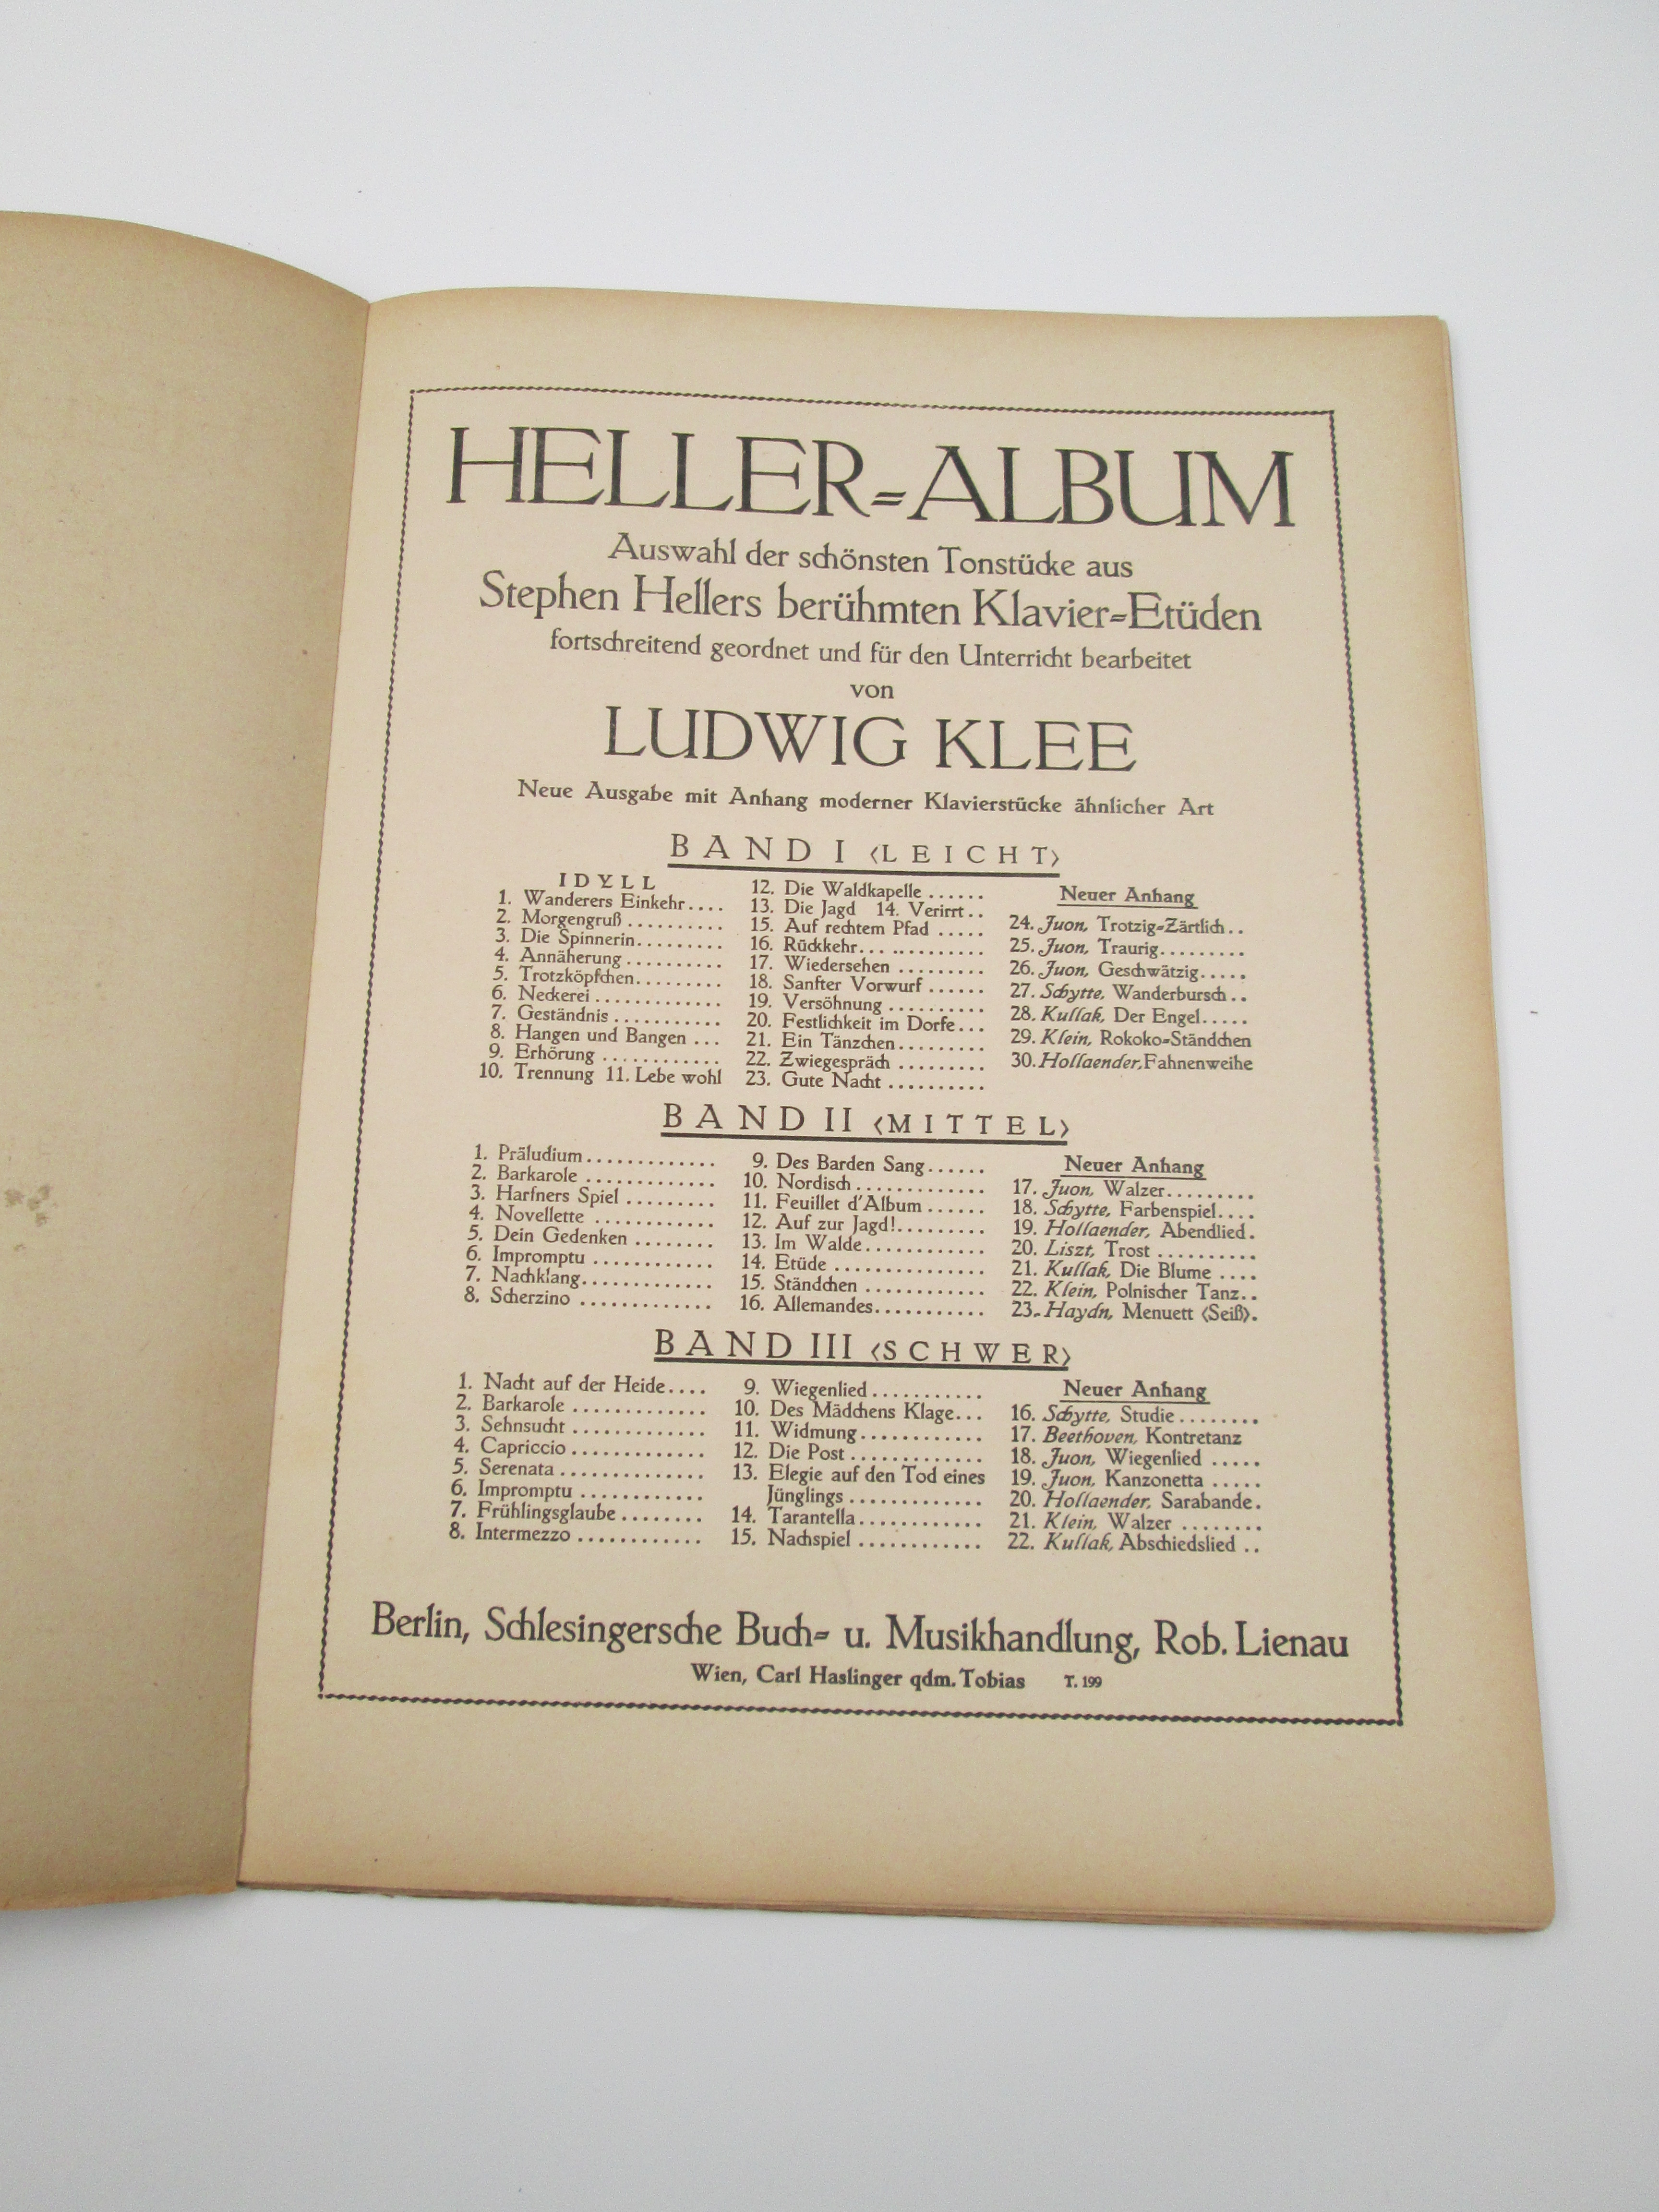 HELLER=ALBUM
Auswahl der schönsten Tonstücke aus
Stephen Hellers berühmten Klavier=Etüden
fortschreitend geordnet und für den Unterricht bearbeitet
von
LUDWIG KLEE
Neue Ausgabe mit Anhang moderner Klavierstücke ähnlicher Art
BAND I ‹LEICHT›
IDYLL
1. Wanderers Einkehr....
2. Morgengruß..........
3. Die Spinnerin.........
4. Annäherung..........
5. Trotzköpfchen.........
6. Neckerei.............
7. Geständnis...........
8. Hangen und Bangen ...
9. Erhörung ............
10. Trennung 11. Lebe wohl
12. Die Waldkapelle ......
13. Die Jagd 14. Verirrt..
15. Auf rechtem Pfad .....
16. Rückkehr... ..........
17. Wiedersehen .........
18. Sanfter Vorwurf ......
19. Versöhnung ..........
20. Festlichkeit im Dorfe...
21. Ein Tänzchen.........
22. Zwiegespräch .........
23. Gute Nacht ..........
Neuer Anhang
24. Juon, Trotzig=Zärtlich..
25. Juon, Traurig.........
26. Juon, Geschwätzig.....
27. Schytte, Wanderbursch..
28. Kullak, Der Engel.....
29. Klein, Rokoko=Ständchen
30. Hollaender, Fahnenweihe
BAND II ‹MITTEL›
1. Präludium.............
2. Barkarole .............
3. Harfners Spiel .........
4. Novellette ............
5. Dein Gedenken ........
6. Impromptu ............
7. Nachklang.............
8. Scherzino .............
9. Des Barden Sang......
10. Nordisch.............
11. Feuillet d'Album ......
12. Auf zur Jagd!.........
13. Im Walde............
14. Etüde ...............
15. Ständchen ............
16. Allemandes...........
Neuer Anhang
17. Juon, Walzer.........
18. Schytte, Farbenspiel....
19. Hollaender, Abendlied.
20. Liszt, Trost ..........
21. Kullak, Die Blume ....
22. Klein, Polnischer Tanz..
23. Haydn, Menuett ‹Seiß›.
BAND III ‹SCHWER›
1. Nacht auf der Heide....
2. Barkarole .............
3. Sehnsucht .............
4. Capriccio .............
5. Serenata ..............
6. Impromptu ............
7. Frühlingsglaube ........
8. Intermezzo ............
9. Wiegenlied...........
10. Des Mädchens Klage...
11. Widmung............
12. Die Post.............
13. Elegie auf den Tod eines
Jünglings .............
14. Tarantella............
15. Nachspiel ............
Neuer Anhang
16. Schytte, Studie........
17. Beethoven, Kontretanz
18. Juon, Wiegenlied .....
19. Juon, Kanzonetta .....
20. Hollaender, Sarabande.
21. Klein, Walzer ........
22. Kullak, Abschiedslied ..
Berlin, Schlesingersche Buch= u. Musikhandlung, Rob. Lienau
Wien, Carl Haslinger qdm. Tobias T. 199